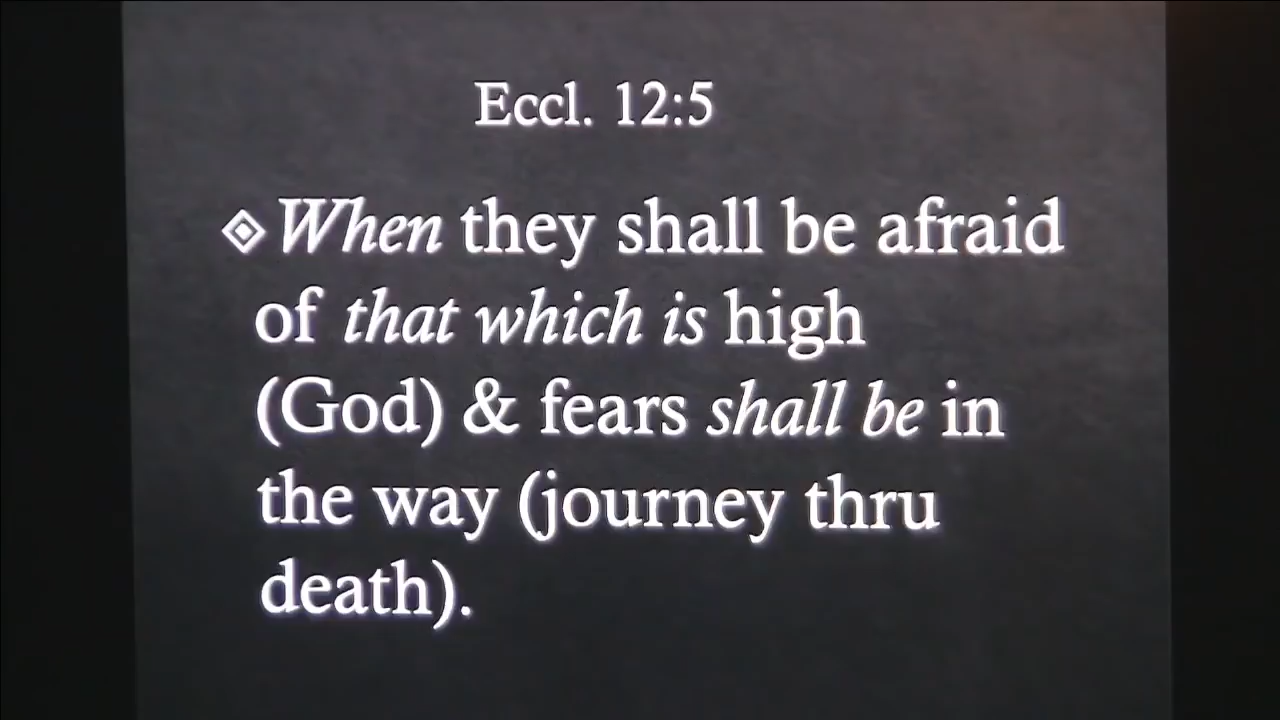 Eccl. 12:5
When they shall be afraid
of that which is high
(God) & fears shall be in
the way (journey thru
death).